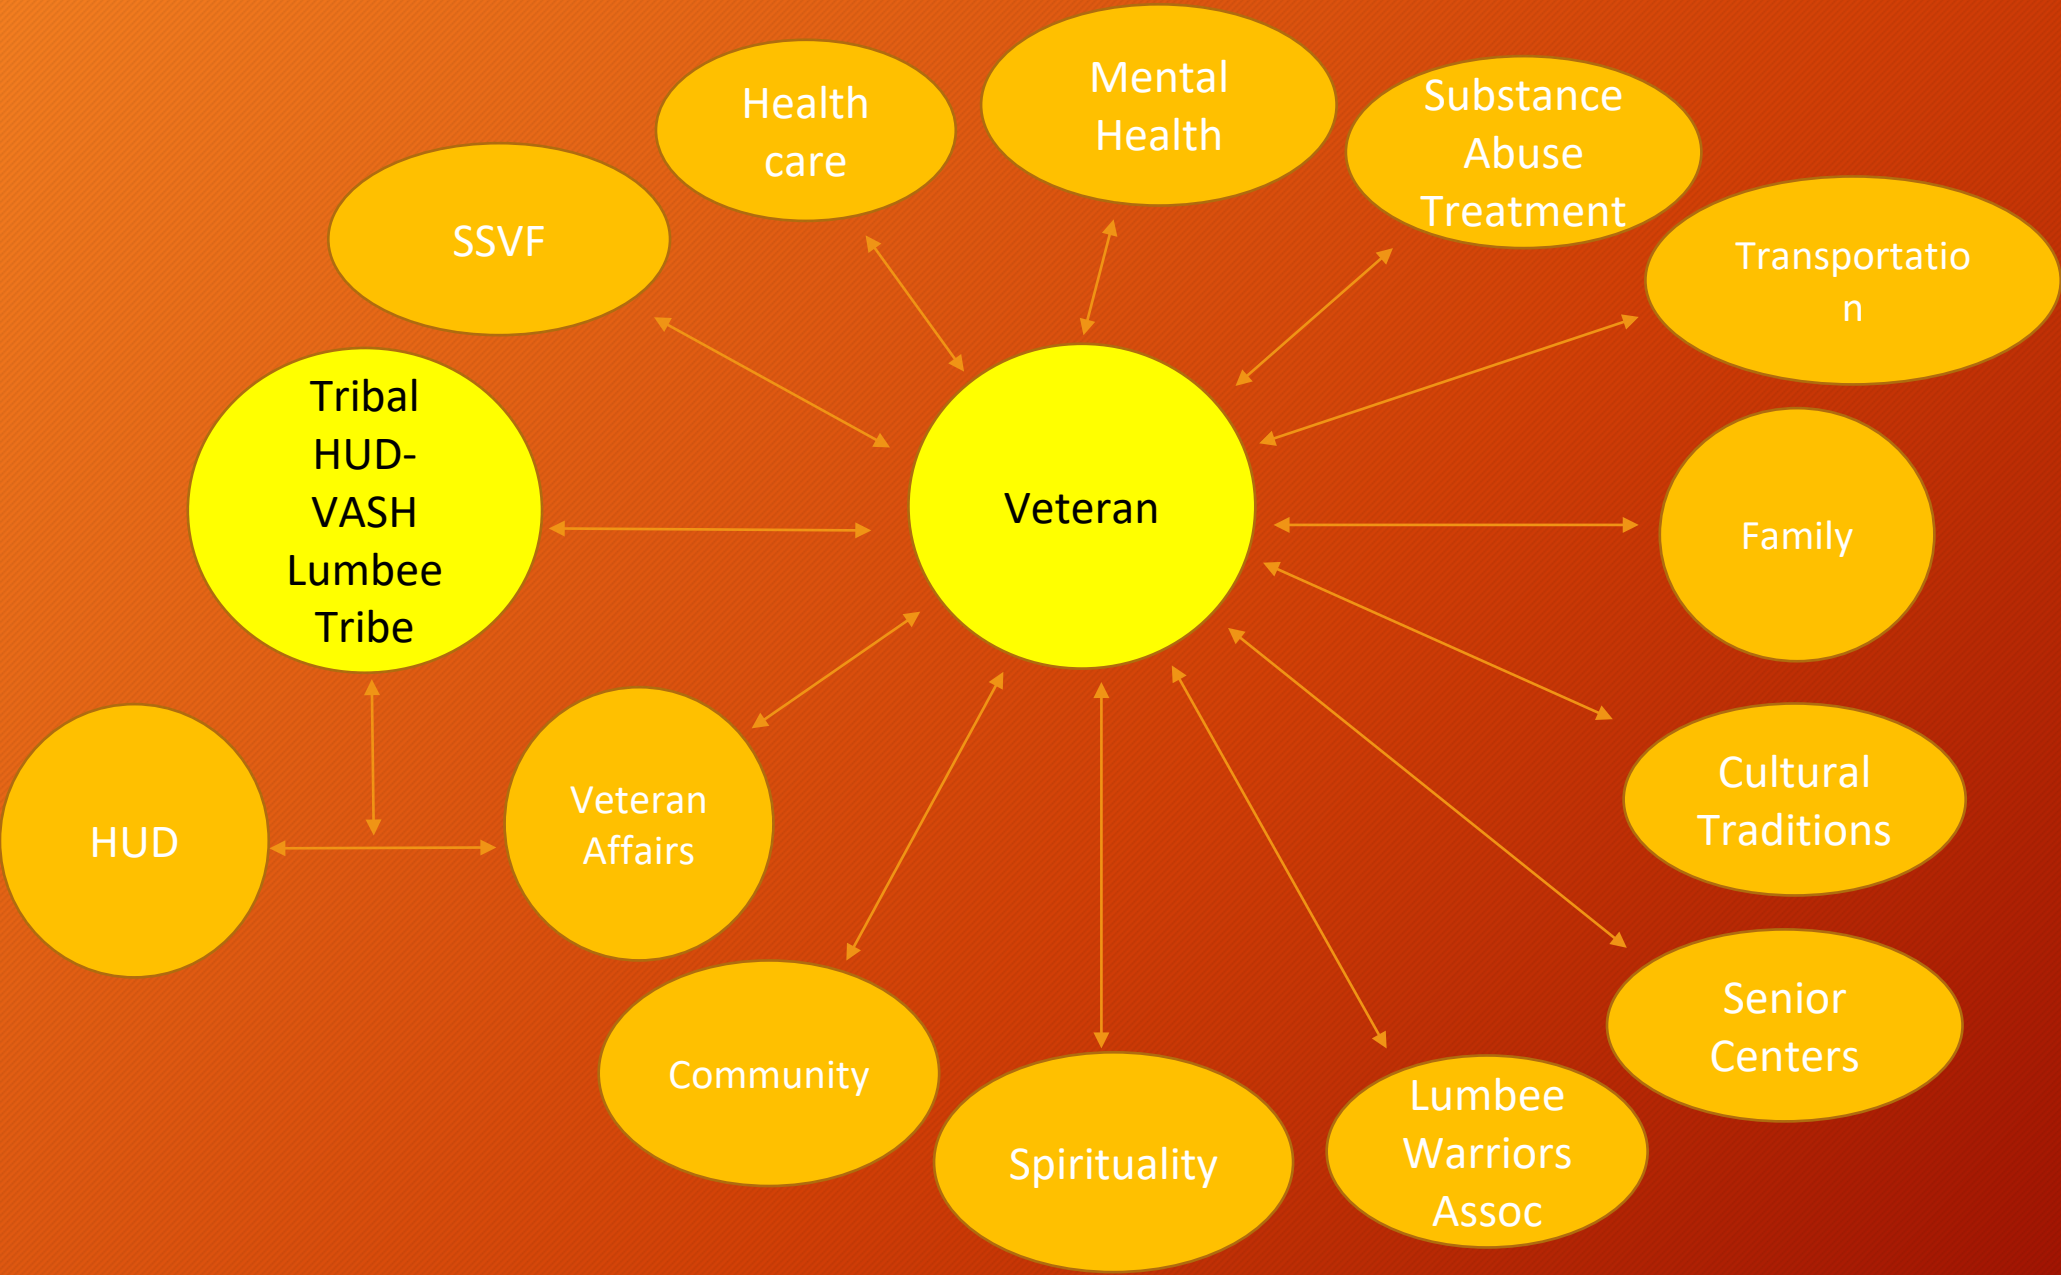 Mental
Health
Health
care
Substance
Abuse
Treatment
SSVF
Transportatio
n
Tribal
HUD-
VASH
Lumbee
Tribe
Veteran
Family
HUD
Veteran
Affairs
Cultural
Traditions
Community
Senior
Centers
Spirituality
Lumbee
Warriors
Assoc